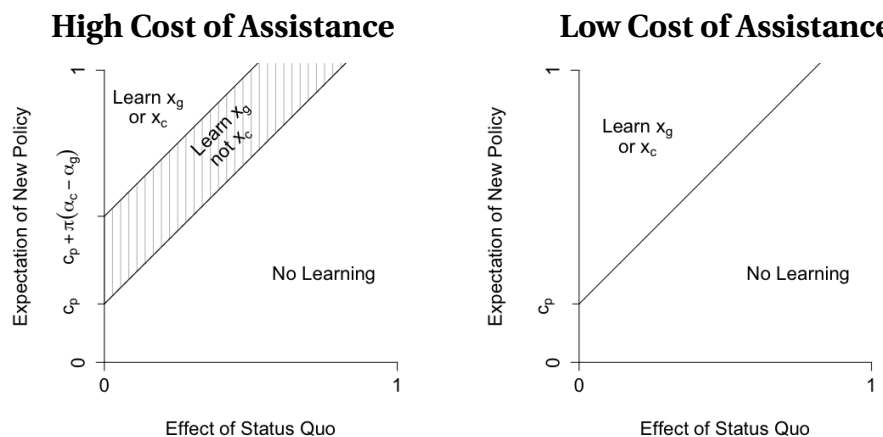 High Cost of Assistance
Expectation of New Policy
1
c_p + π(α_c − α_g)
c_p
0
Learn x_g
or x_c
Learn x_g
not x_c
No Learning
0
1
Effect of Status Quo
Low Cost of Assistance
Expectation of New Policy
1
c_p
0
Learn x_g
or x_c
No Learning
0
1
Effect of Status Quo